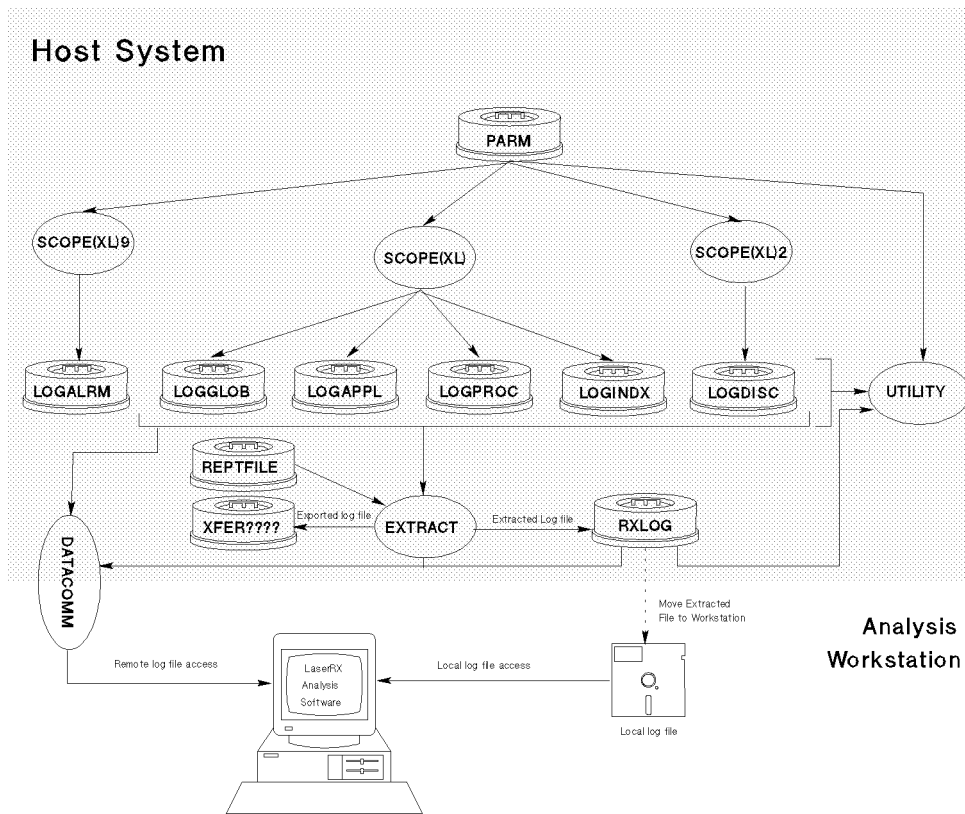 Host System
PARM
SCOPE(XL)9
SCOPE(XL)
SCOPE(XL)2
LOGALRM
LOGGLOB
LOGAPPL
LOGPROC
LOGINDX
LOGDISC
UTILITY
REPTFILE
XFER????
Exported log file
EXTRACT
Extracted Log file
RXLOG
DATACOMM
Move Extracted
File to Workstation
Analysis
Workstation
Remote log file access
LaserRX
Analysis
Software
Local log file access
Local log file